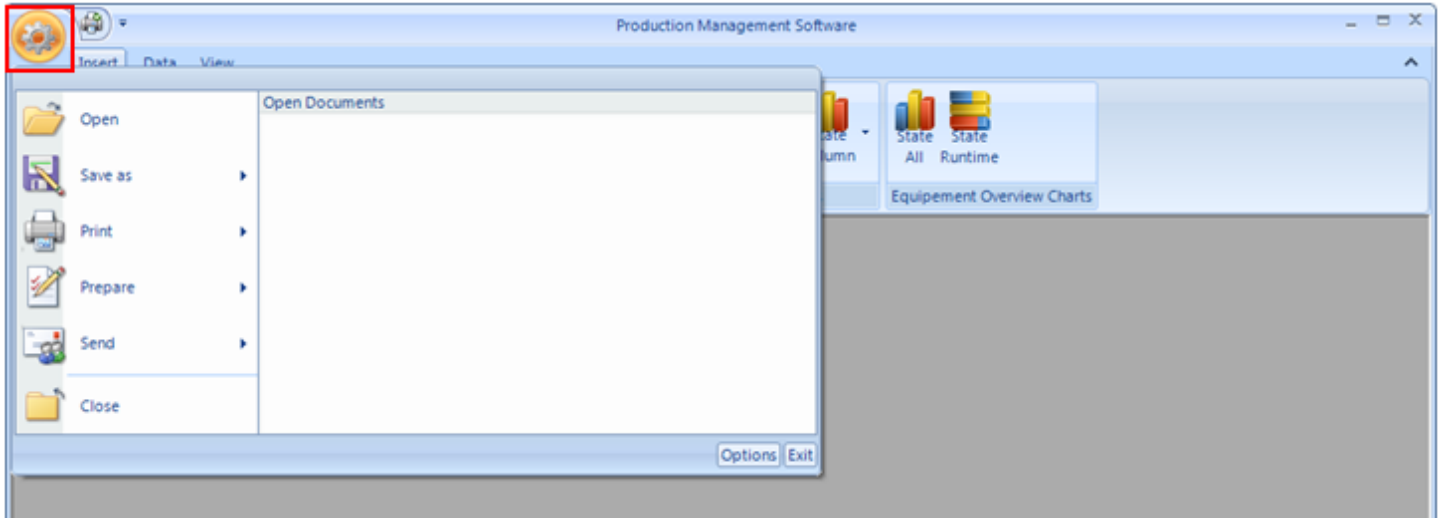 Production Management Software
Insert Data View
Open Documents
Open
Save as
Print
Prepare
Send
Close
State State
All Runtime
Equipement Overview Charts
Options Exit